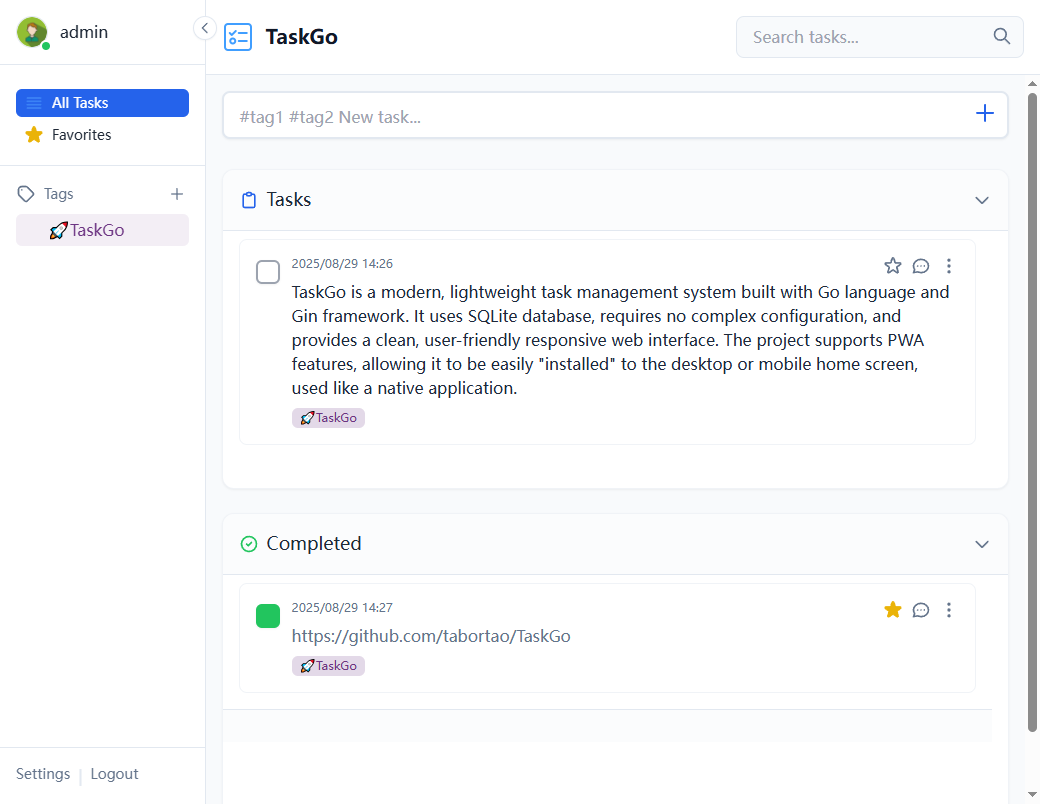 admin
TaskGo
Search tasks...
All Tasks
Favorites
Tags
🚀TaskGo
#tag1 #tag2 New task...
Tasks
2025/08/29 14:26
TaskGo is a modern, lightweight task management system built with Go language and
Gin framework. It uses SQLite database, requires no complex configuration, and
provides a clean, user-friendly responsive web interface. The project supports PWA
features, allowing it to be easily "installed" to the desktop or mobile home screen,
used like a native application.
🚀TaskGo
Completed
2025/08/29 14:27
https://github.com/tabortao/TaskGo
🚀TaskGo
Settings | Logout